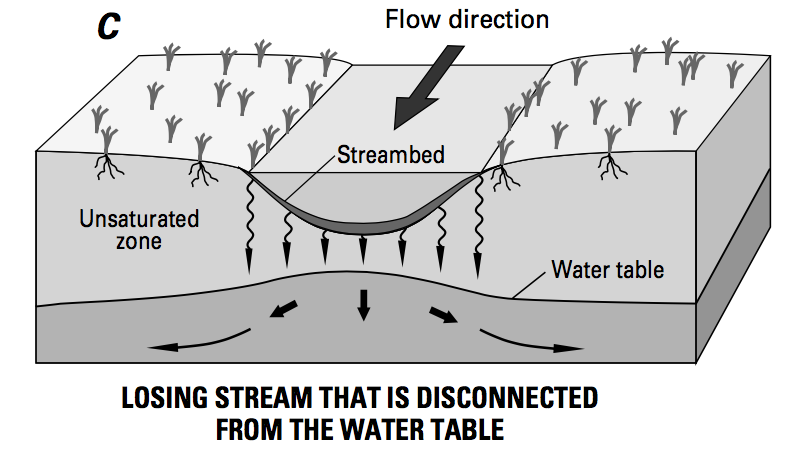 C
Flow direction
Streambed
Unsaturated
zone
Water table
LOSING STREAM THAT IS DISCONNECTED
FROM THE WATER TABLE